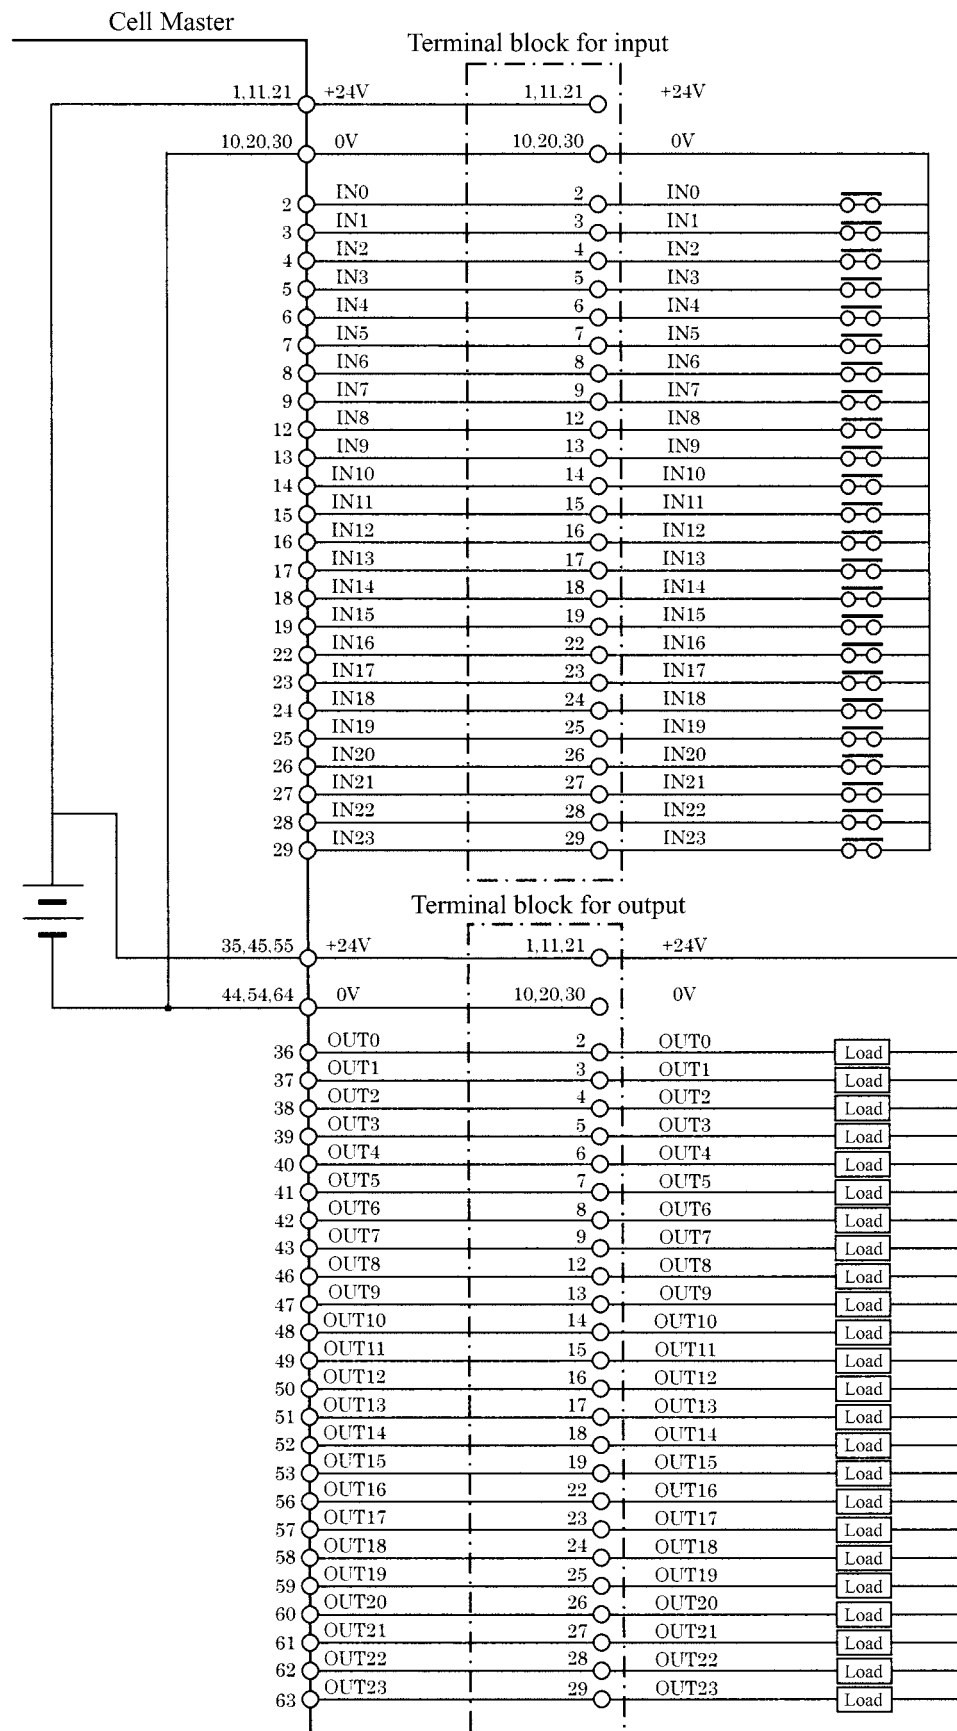 Cell Master
Terminal block for input
1,11,21 +24V 1,11,21 +24V
10,20,30 0V 10,20,30 0V
2 IN0 2 IN0
3 IN1 3 IN1
4 IN2 4 IN2
5 IN3 5 IN3
6 IN4 6 IN4
7 IN5 7 IN5
8 IN6 8 IN6
9 IN7 9 IN7
12 IN8 12 IN8
13 IN9 13 IN9
14 IN10 14 IN10
15 IN11 15 IN11
16 IN12 16 IN12
17 IN13 17 IN13
18 IN14 18 IN14
19 IN15 19 IN15
22 IN16 22 IN16
23 IN17 23 IN17
24 IN18 24 IN18
25 IN19 25 IN19
26 IN20 26 IN20
27 IN21 27 IN21
28 IN22 28 IN22
29 IN23 29 IN23
Terminal block for output
35,45,55 +24V 1,11,21 +24V
44,54,64 0V 10,20,30 0V
36 OUT0 2 OUT0 Load
37 OUT1 3 OUT1 Load
38 OUT2 4 OUT2 Load
39 OUT3 5 OUT3 Load
40 OUT4 6 OUT4 Load
41 OUT5 7 OUT5 Load
42 OUT6 8 OUT6 Load
43 OUT7 9 OUT7 Load
46 OUT8 12 OUT8 Load
47 OUT9 13 OUT9 Load
48 OUT10 14 OUT10 Load
49 OUT11 15 OUT11 Load
50 OUT12 16 OUT12 Load
51 OUT13 17 OUT13 Load
52 OUT14 18 OUT14 Load
53 OUT15 19 OUT15 Load
56 OUT16 22 OUT16 Load
57 OUT17 23 OUT17 Load
58 OUT18 24 OUT18 Load
59 OUT19 25 OUT19 Load
60 OUT20 26 OUT20 Load
61 OUT21 27 OUT21 Load
62 OUT22 28 OUT22 Load
63 OUT23 29 OUT23 Load